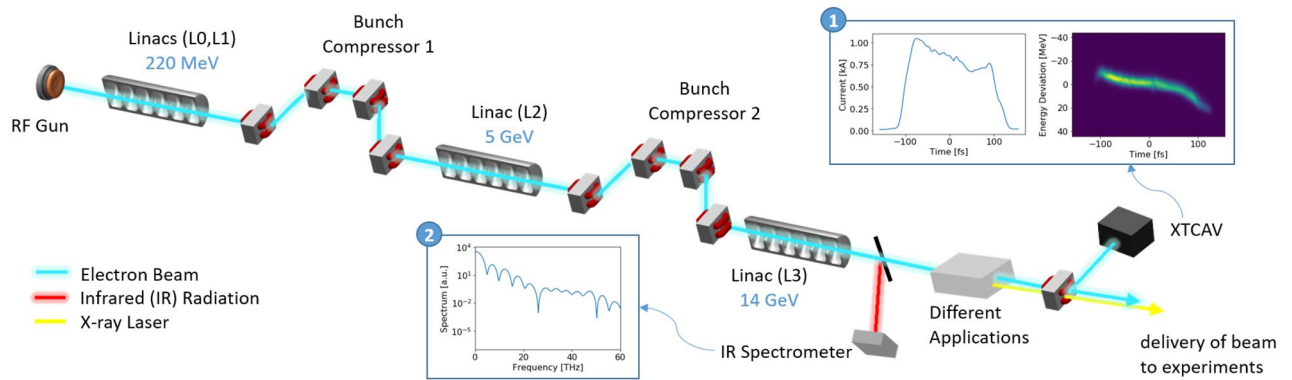 RF Gun
Linacs (L0,L1)
220 MeV
Bunch
Compressor 1
Linac (L2)
5 GeV
Bunch
Compressor 2
Linac (L3)
14 GeV
1
Current [kA]
1.00
0.75
0.50
0.25
0.00
−100
0
100
Time [fs]
Energy Deviation [MeV]
−40
−20
0
20
40
−100
0
100
Time [fs]
XTCAV
2
Spectrum [a.u.]
10⁴
10¹
10⁻²
10⁻⁵
0
20
40
60
Frequency [THz]
IR Spectrometer
Different
Applications
delivery of beam
to experiments
Electron Beam
Infrared (IR) Radiation
X-ray Laser